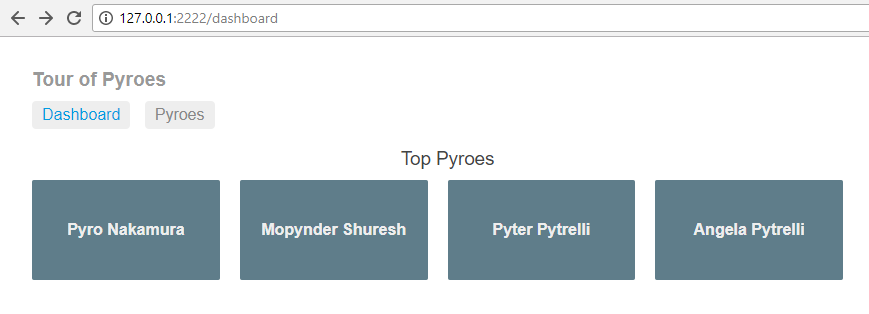 127.0.0.1:2222/dashboard
Tour of Pyroes
Dashboard Pyroes
Top Pyroes
Pyro Nakamura Mopynder Shuresh Pyter Pytrelli Angela Pytrelli